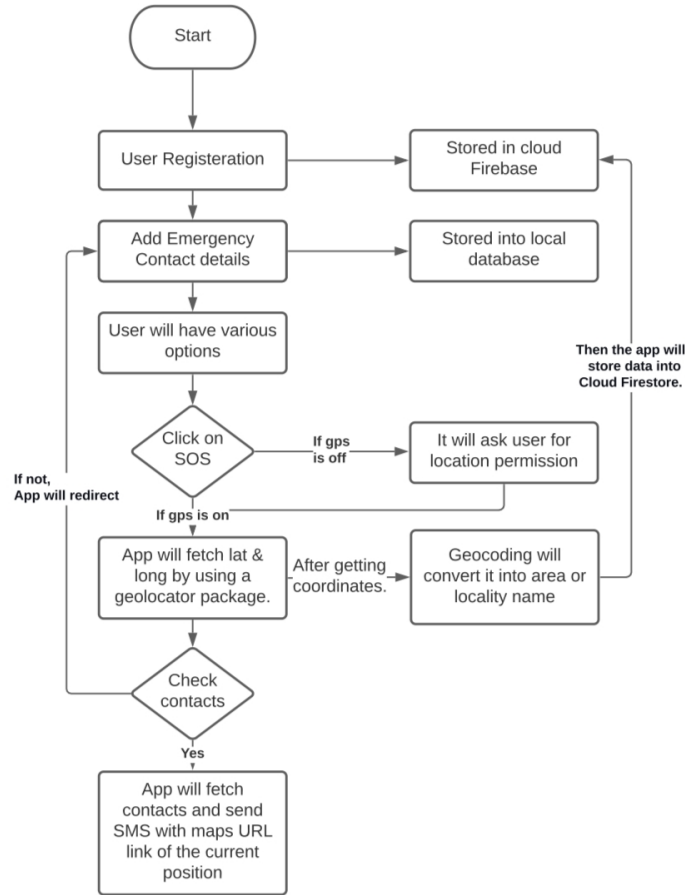 Start
User Registeration
Stored in cloud
Firebase
Add Emergency
Contact details
Stored into local
database
User will have various
options
Then the app will
store data into
Cloud Firestore.
Click on
SOS
If gps
is off
It will ask user for
location permission
If not,
App will redirect
If gps is on
App will fetch lat &
long by using a
geolocator package.
After getting
coordinates.
Geocoding will
convert it into area or
locality name
Check
contacts
Yes
App will fetch
contacts and send
SMS with maps URL
link of the current
position